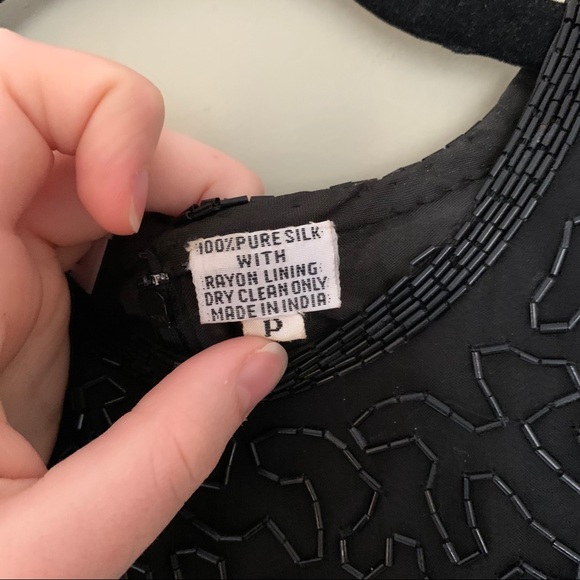 100% PURE SILK
WITH
RAYON LINING
DRY CLEAN ONLY
MADE IN INDIA
P